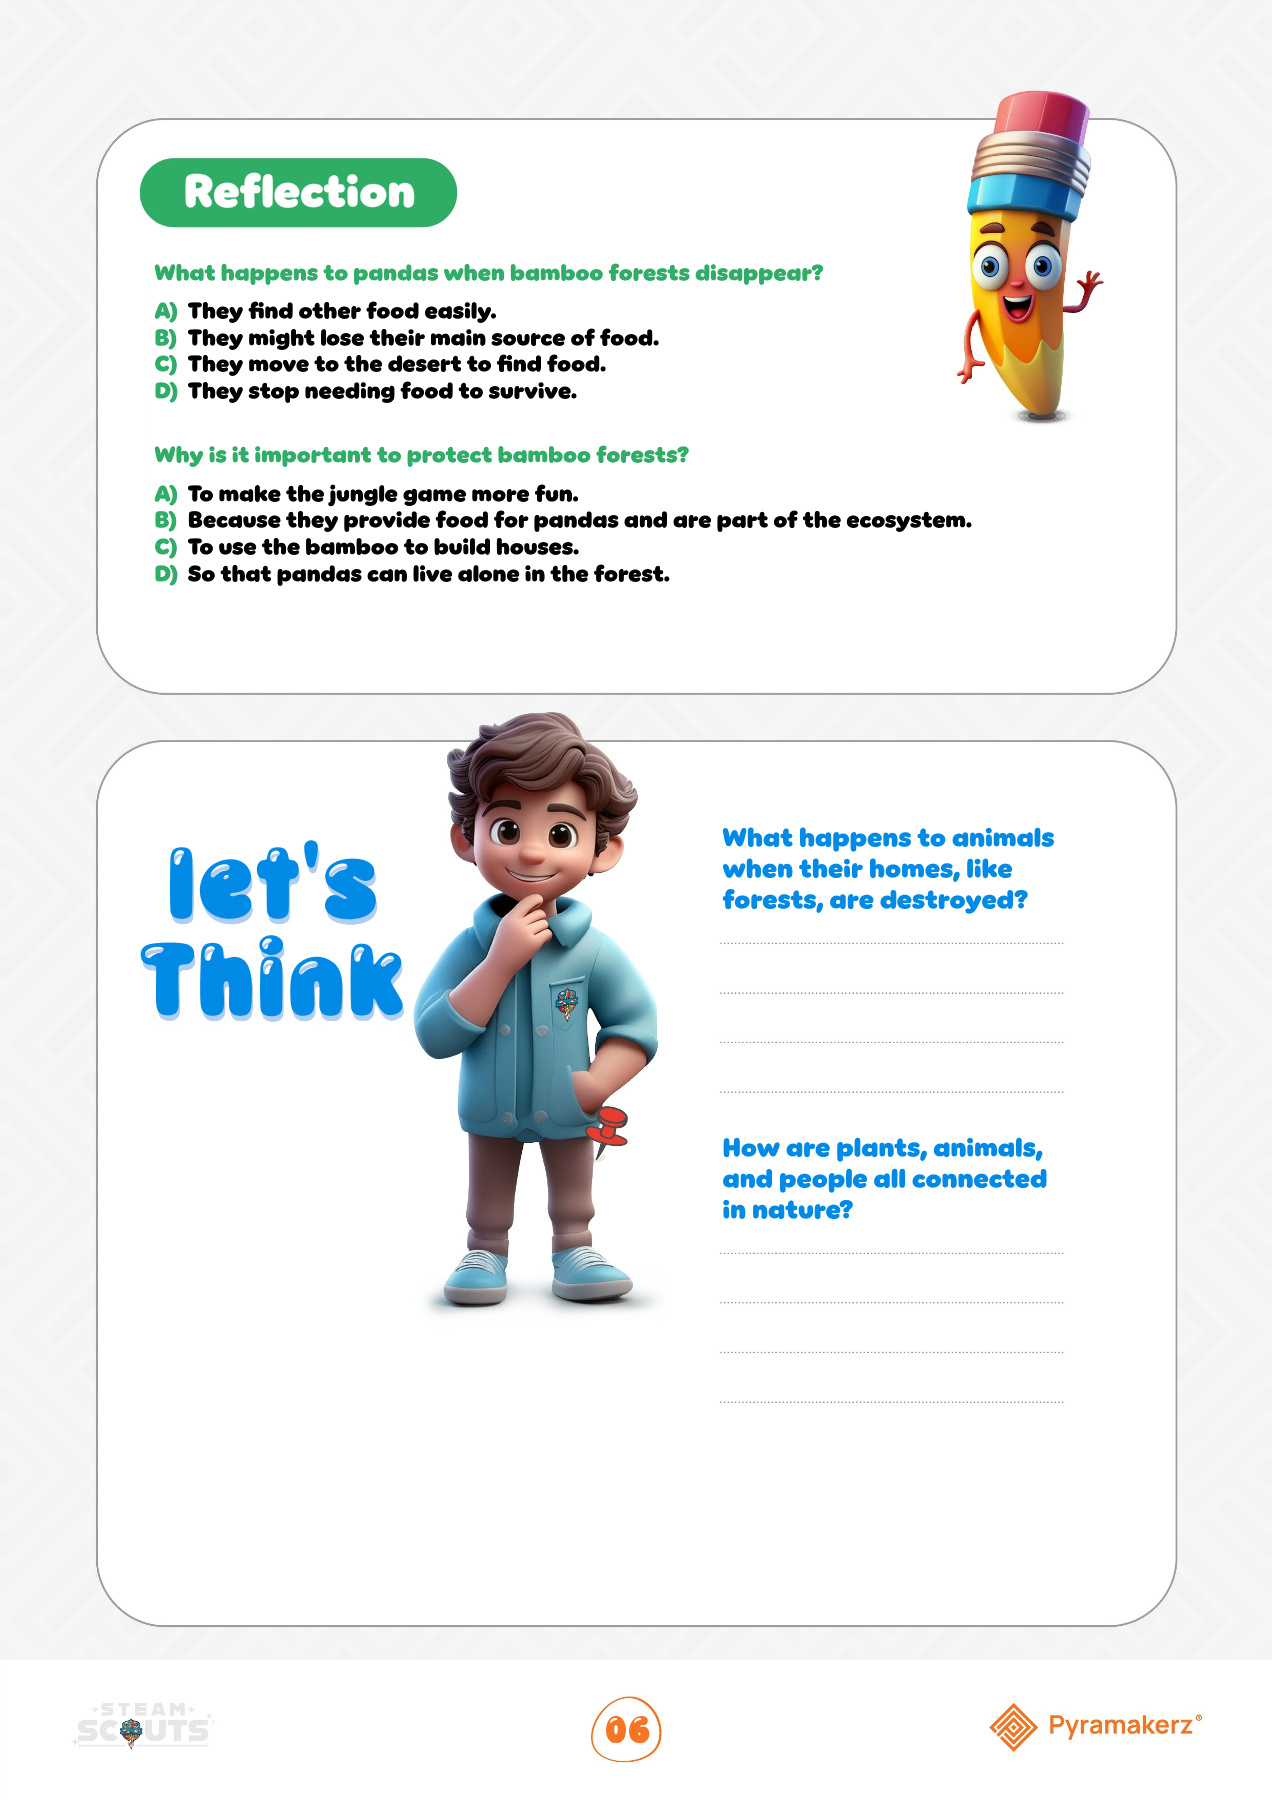 Reflection
What happens to pandas when bamboo forests disappear?
A) They find other food easily.
B) They might lose their main source of food.
C) They move to the desert to find food.
D) They stop needing food to survive.
Why is it important to protect bamboo forests?
A) To make the jungle game more fun.
B) Because they provide food for pandas and are part of the ecosystem.
C) To use the bamboo to build houses.
D) So that pandas can live alone in the forest.
let's
Think
What happens to animals
when their homes, like
forests, are destroyed?
How are plants, animals,
and people all connected
in nature?
STEAM
SCOUTS
06
Pyramakerz®